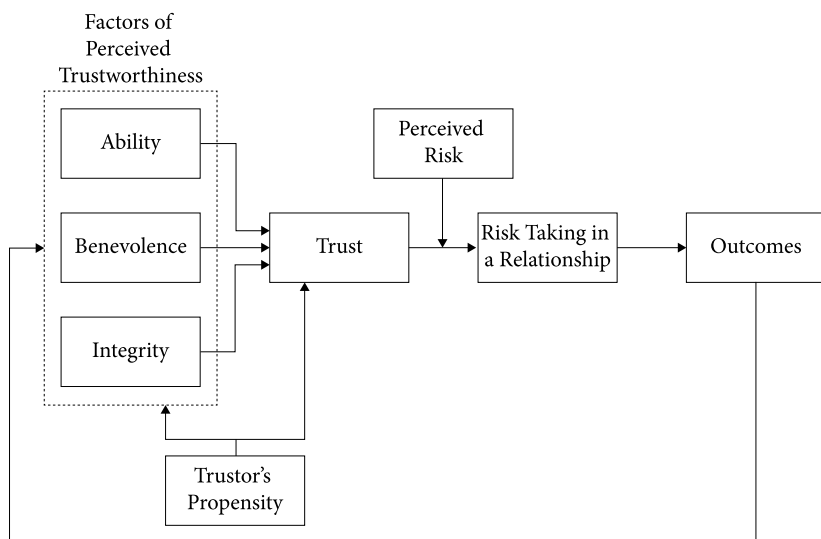 Factors of
Perceived
Trustworthiness
Ability
Benevolence
Integrity
Trust
Perceived
Risk
Risk Taking in
a Relationship
Outcomes
Trustor's
Propensity